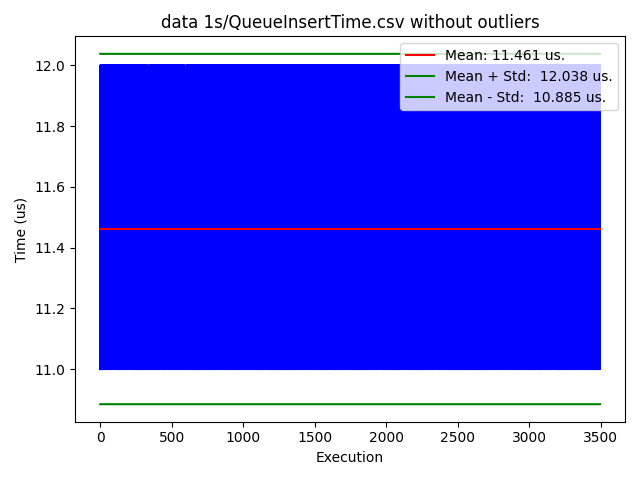 data 1s/QueueInsertTime.csv without outliers
Mean: 11.461 us.
Mean + Std:  12.038 us.
Mean - Std:  10.885 us.
12.0
11.8
11.6
11.4
11.2
11.0
Time (us)
0 500 1000 1500 2000 2500 3000 3500
Execution